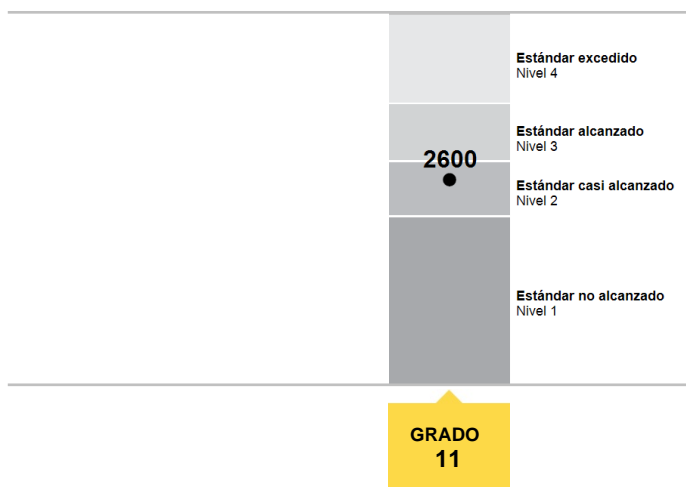 Estándar excedido
Nivel 4
Estándar alcanzado
Nivel 3
2600
Estándar casi alcanzado
Nivel 2
Estándar no alcanzado
Nivel 1
GRADO
11